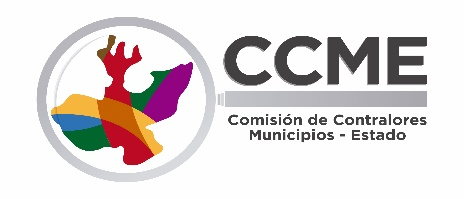 CCME
Comisión de Contralores
Municipios - Estado